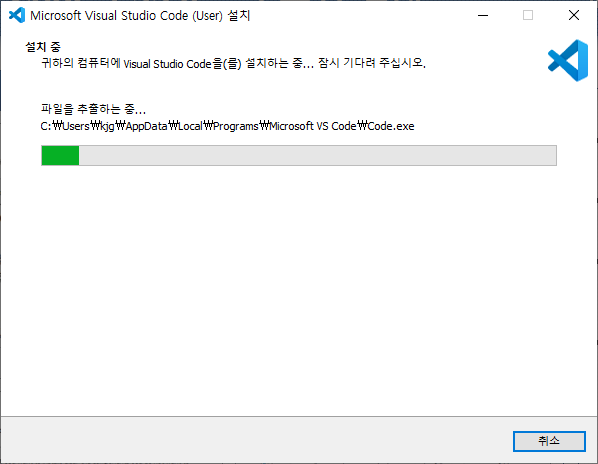 Microsoft Visual Studio Code (User) 설치
설치 중
귀하의 컴퓨터에 Visual Studio Code을(를) 설치하는 중... 잠시 기다려 주십시오.
파일을 추출하는 중...
C:₩Users₩kjg₩AppData₩Local₩Programs₩Microsoft VS Code₩Code.exe
취소